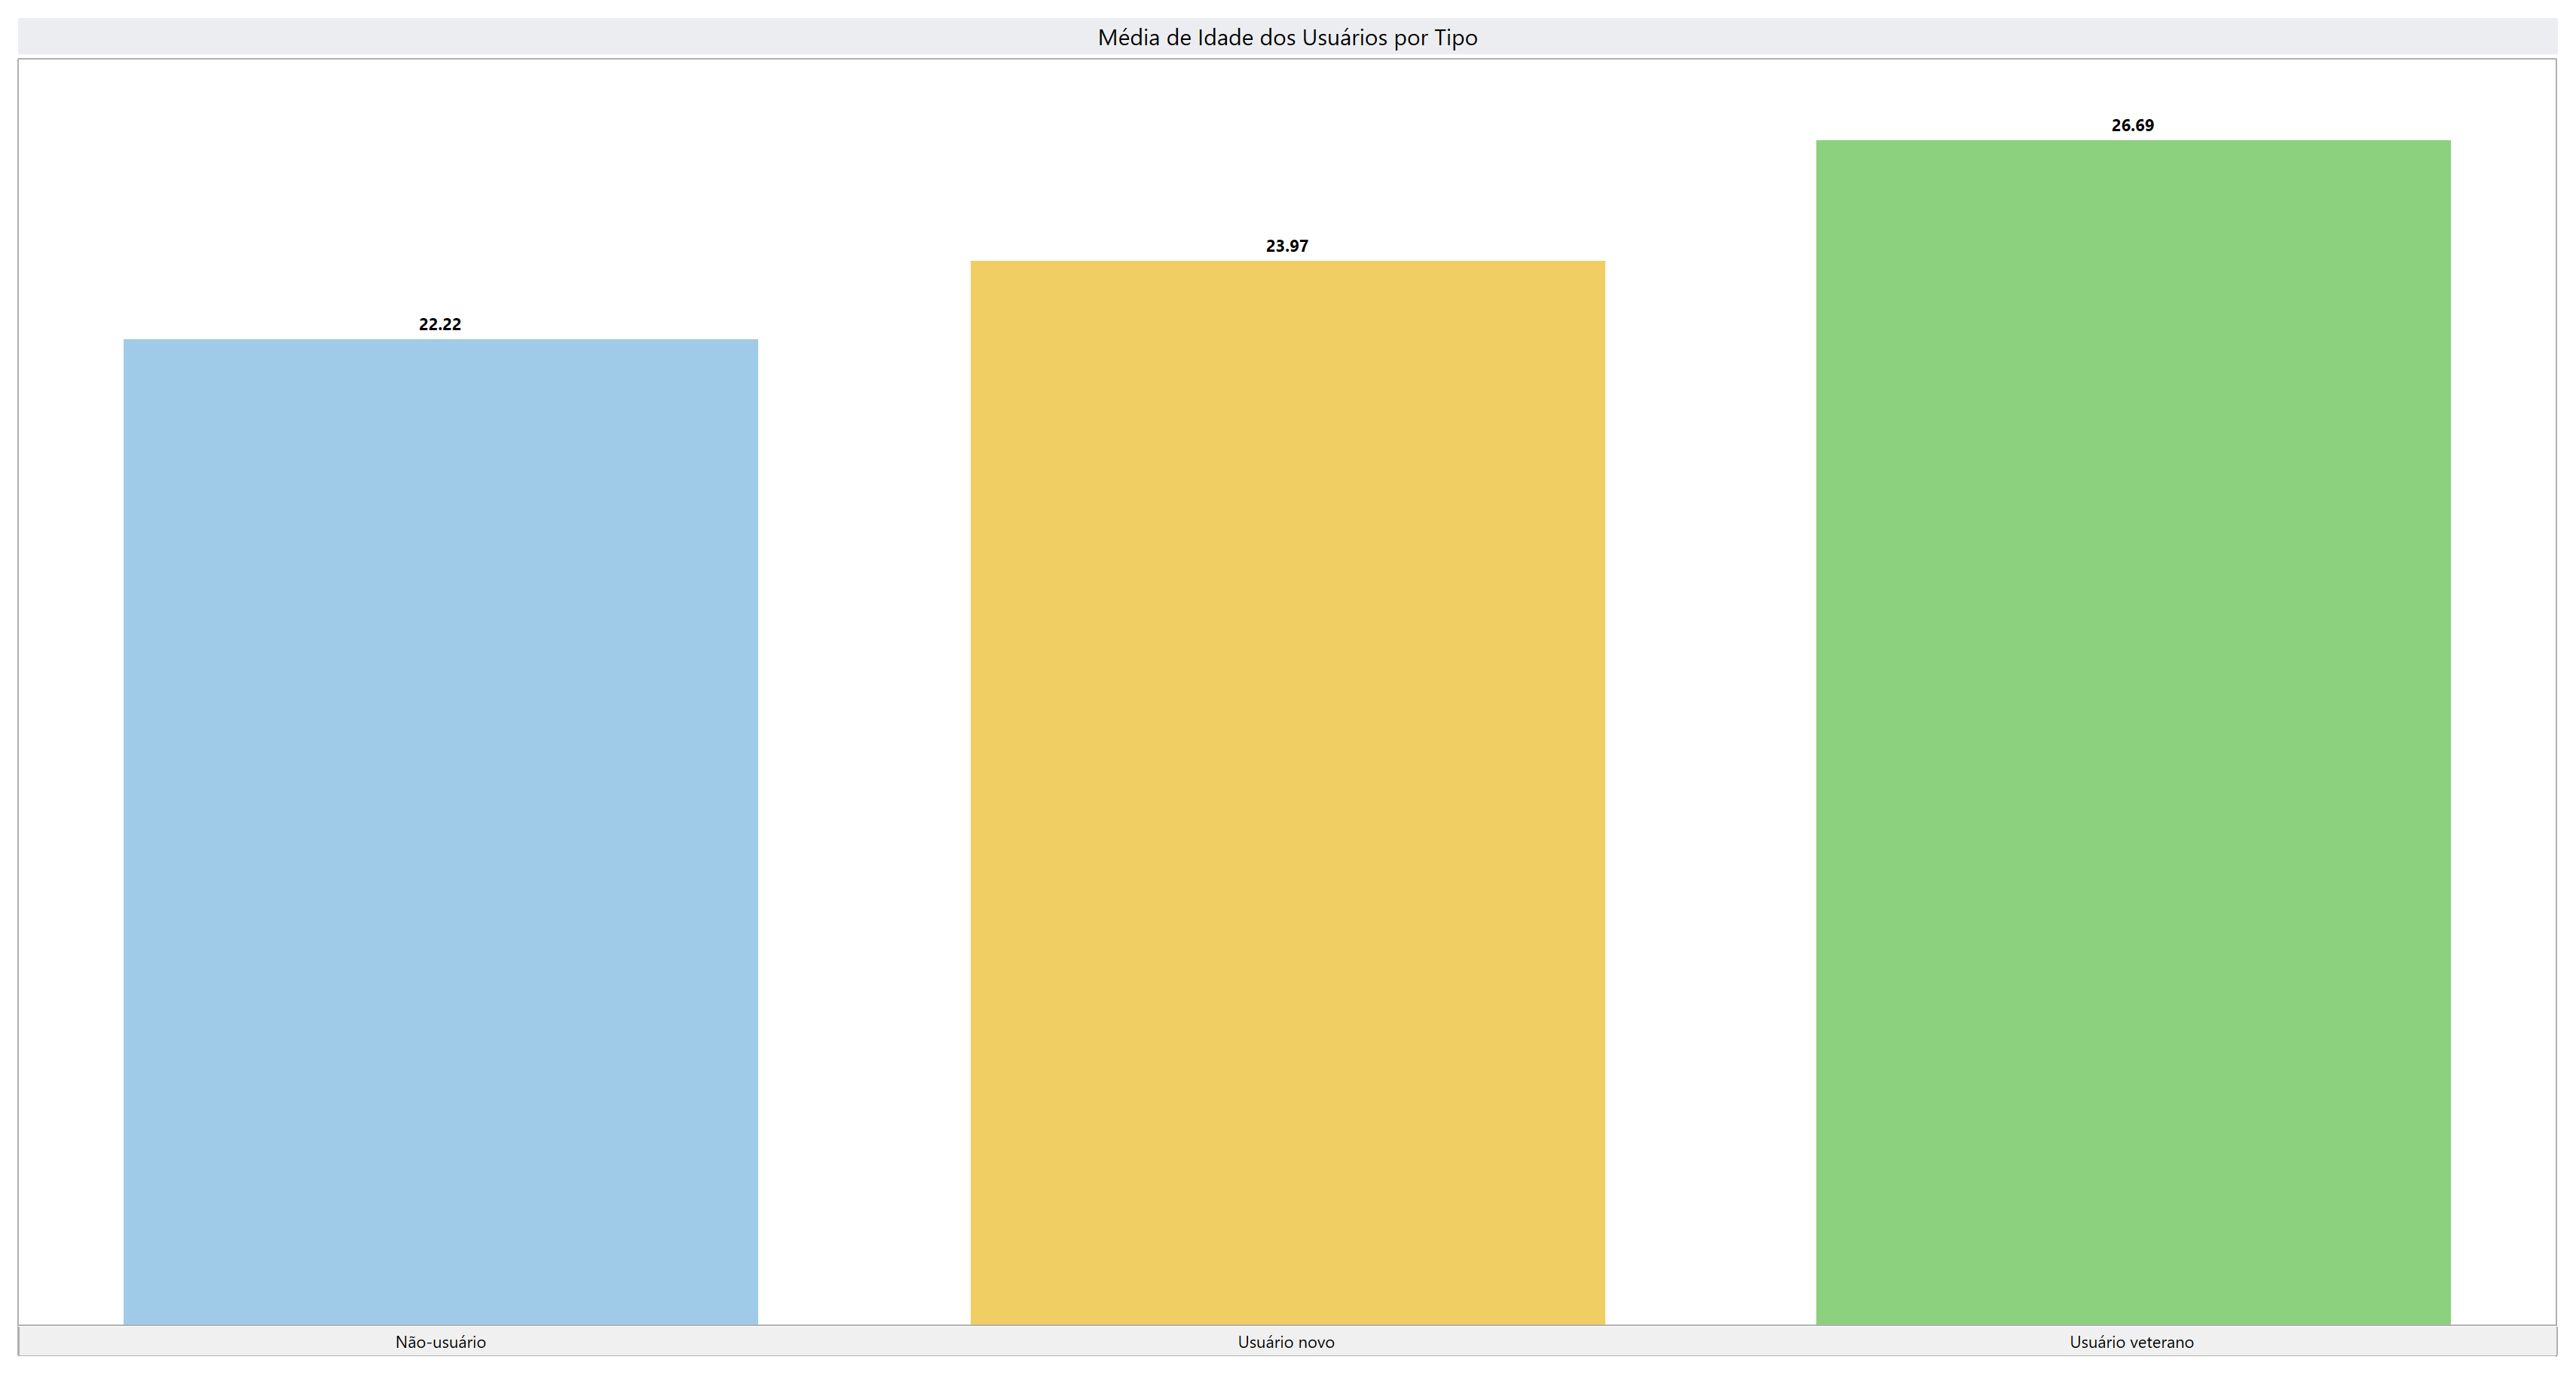 Média de Idade dos Usuários por Tipo
26.69
23.97
22.22
Não-usuário
Usuário novo
Usuário veterano